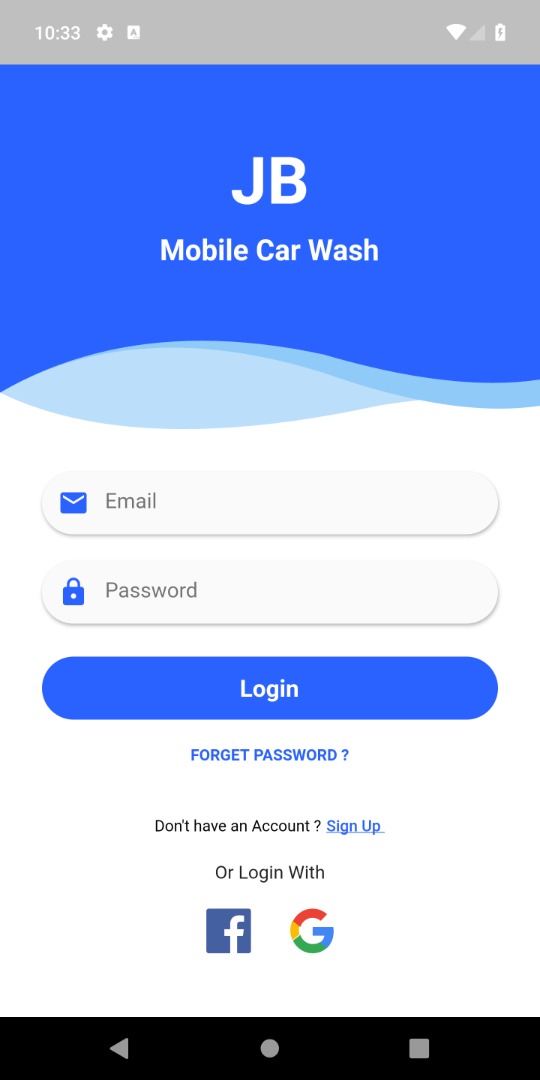 10:33
JB
Mobile Car Wash
Email
Password
Login
FORGET PASSWORD ?
Don't have an Account ? Sign Up
Or Login With